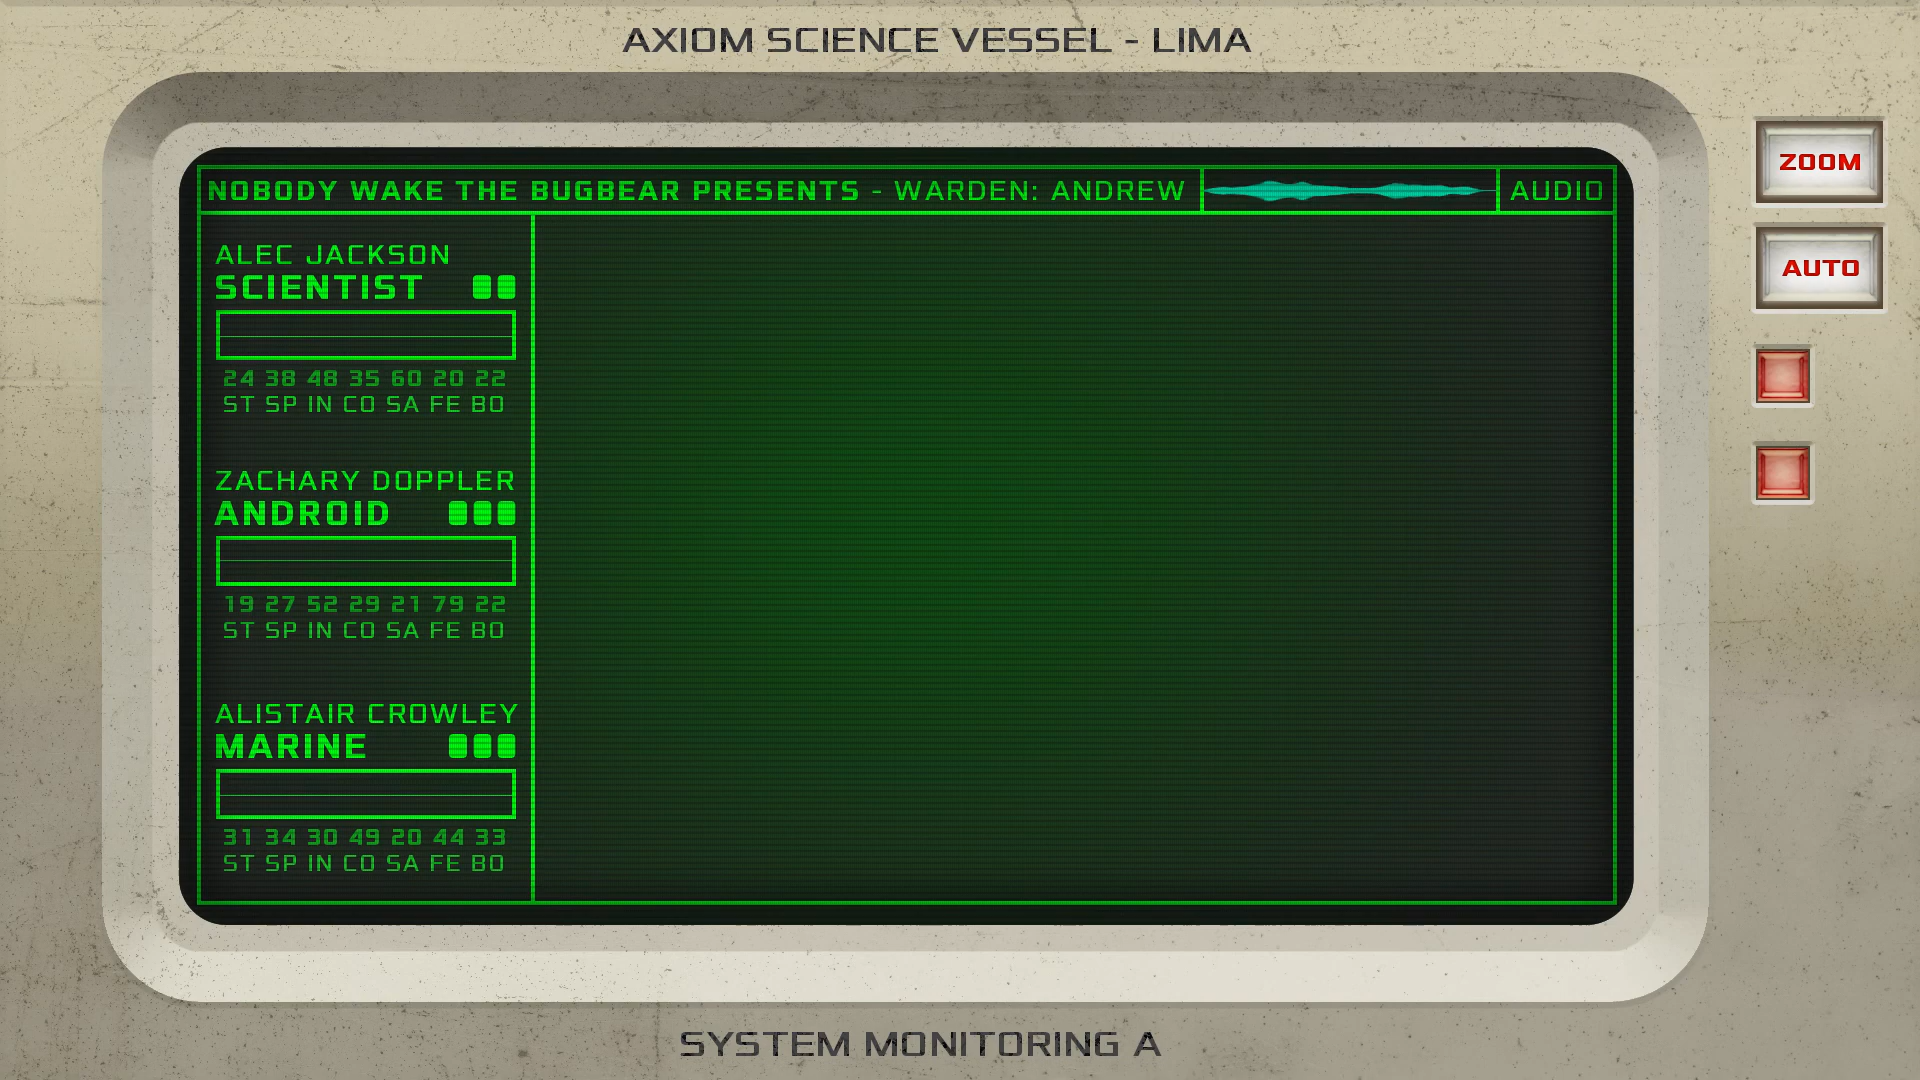 AXIOM SCIENCE VESSEL - LIMA
NOBODY WAKE THE BUGBEAR PRESENTS - WARDEN: ANDREW
AUDIO
ZOOM
AUTO
ALEC JACKSON
SCIENTIST
24 38 48 35 60 20 22
ST SP IN CO SA FE BO
ZACHARY DOPPLER
ANDROID
19 27 52 29 21 79 22
ST SP IN CO SA FE BO
ALISTAIR CROWLEY
MARINE
31 34 30 49 20 44 33
ST SP IN CO SA FE BO
SYSTEM MONITORING A